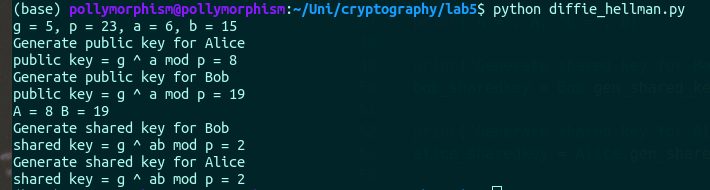 (base) pollymorphism@pollymorphism:~/Uni/cryptography/lab5$ python diffie_hellman.py
g = 5, p = 23, a = 6, b = 15
Generate public key for Alice
public key = g ^ a mod p = 8
Generate public key for Bob
public key = g ^ a mod p = 19
A = 8 B = 19
Generate shared key for Bob
shared key = g ^ ab mod p = 2
Generate shared key for Alice
shared key = g ^ ab mod p = 2